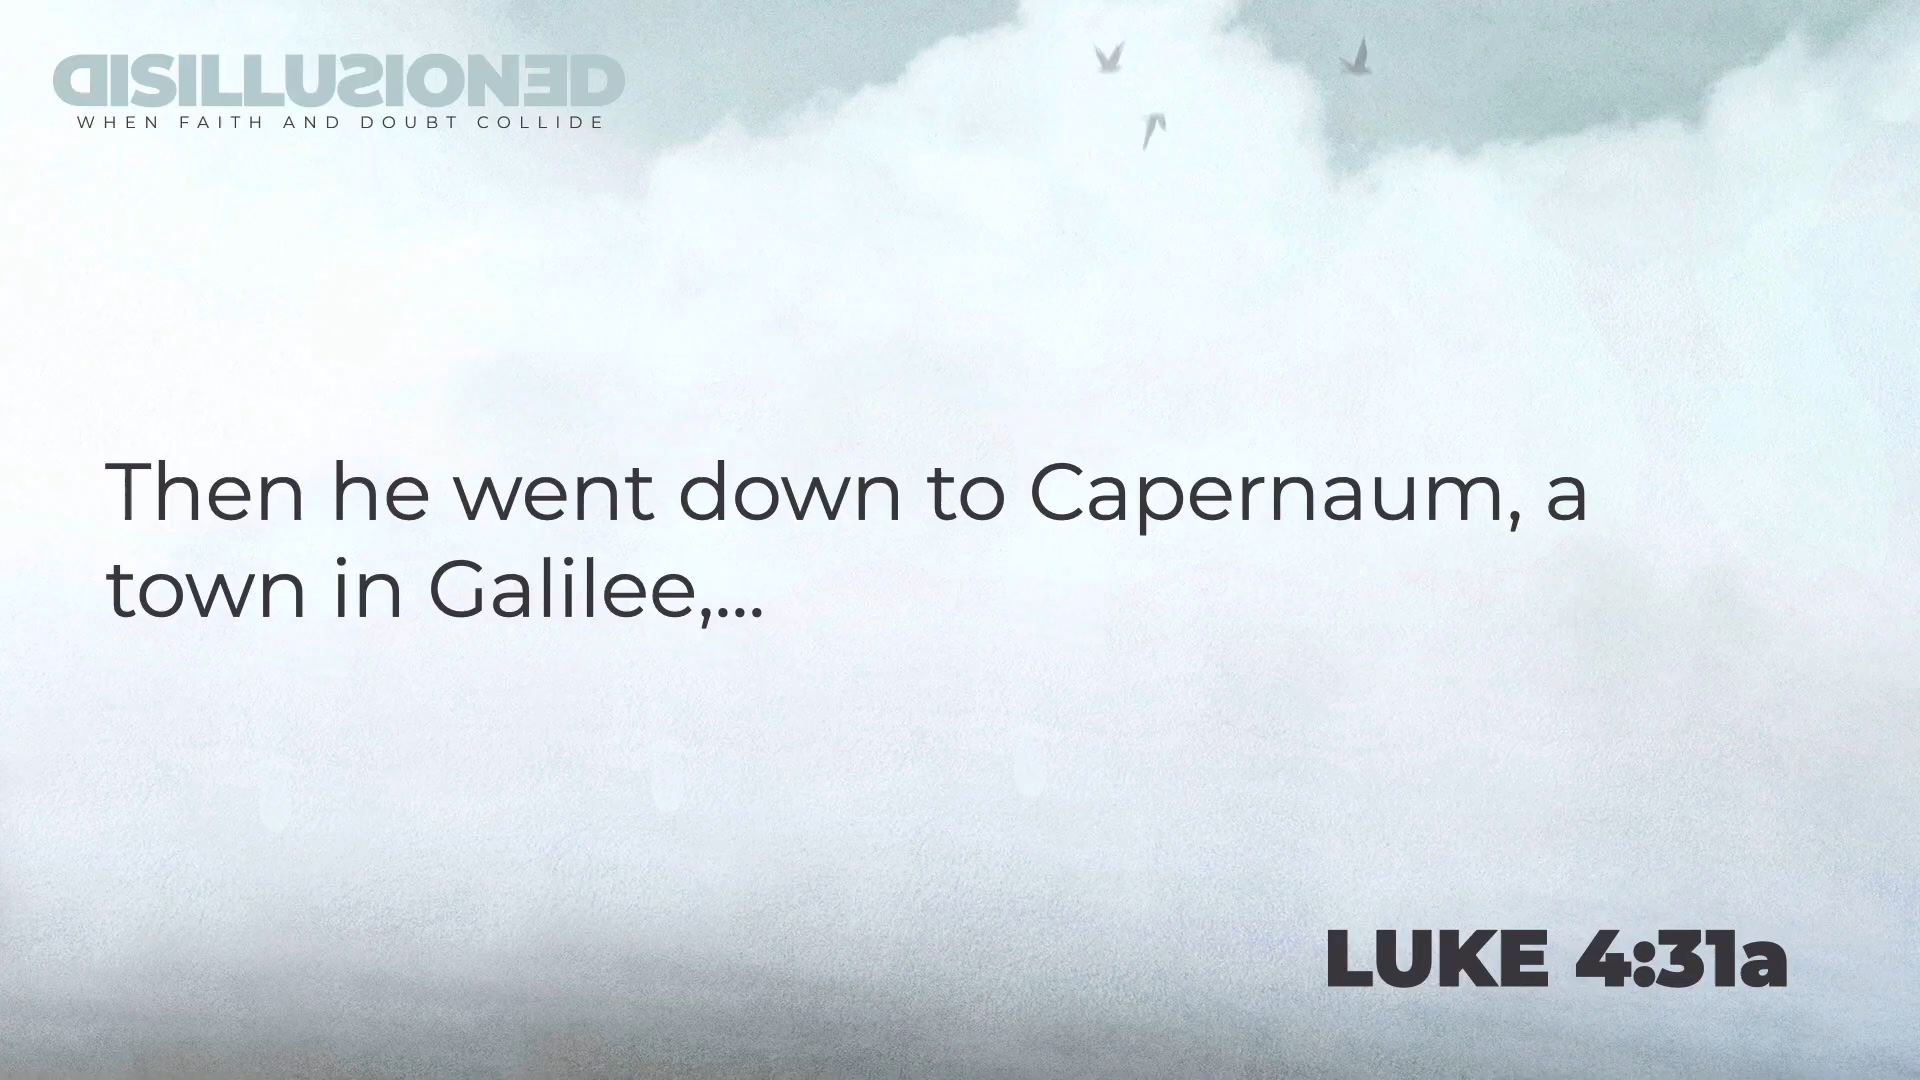 DISILLUSIONED
WHEN FAITH AND DOUBT COLLIDE
Then he went down to Capernaum, a
town in Galilee,...
LUKE 4:31a